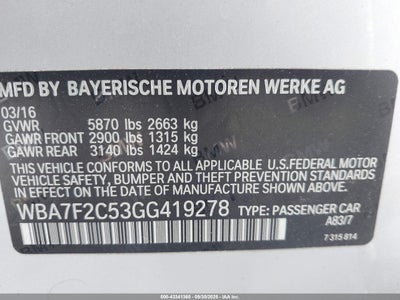 MFD BY BAYERISCHE MOTOREN WERKE AG
03/16
GVWR 5870 lbs 2663 kg
GAWR FRONT 2900 lbs 1315 kg
GAWR REAR 3140 lbs 1424 kg
THIS VEHICLE CONFORMS TO ALL APPLICABLE U.S.FEDERAL MOTOR
VEHICLE SAFETY, BUMPER, AND THEFT PREVENTION STANDARDS
IN EFFECT ON THE DATE OF MANUFACTURE SHOWN ABOVE.
WBA7F2C53GG419278 TYPE: PASSENGER CAR
A83/7
7 315 814